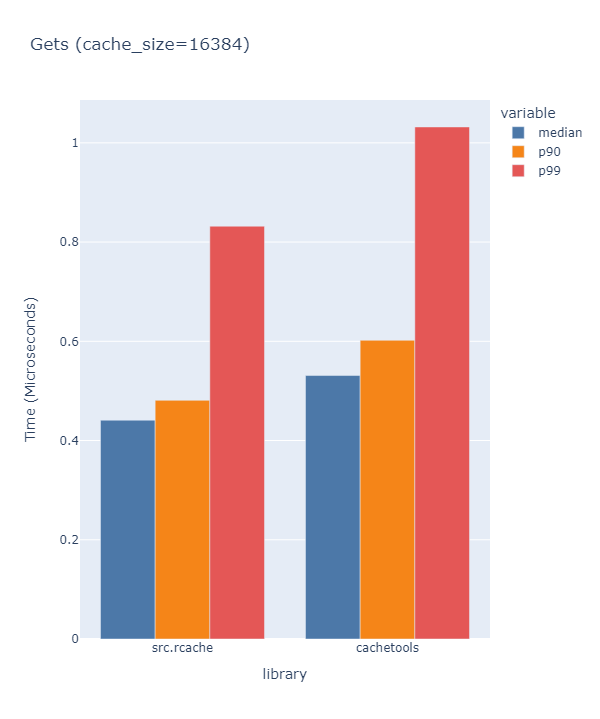 Gets (cache_size=16384)
variable
median
p90
p99
Time (Microseconds)
1
0.8
0.6
0.4
0.2
0
src.rcache
cachetools
library